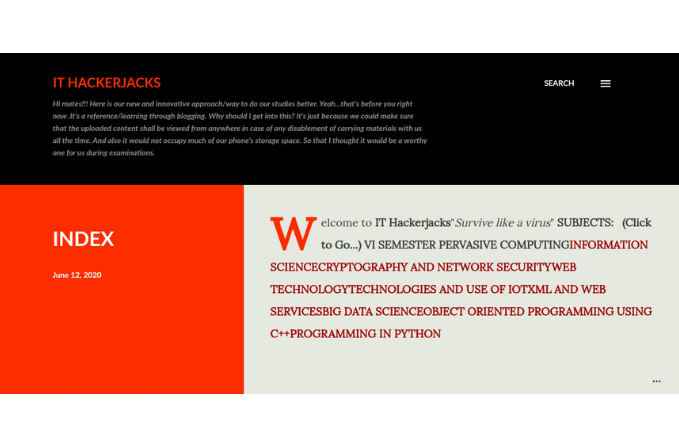 IT HACKERJACKS
SEARCH
Hi mates!!! Here is our new and innovative approach/way to do our studies better. Yeah...that's before you right
now .It's a reference/learning through blogging. Why should I get into this? It's just because we could make sure
that the uploaded content shall be viewed from anywhere in case of any disablement of carrying materials with us
all the time. And also it would not occupy much of our phone's storage space. So that I thought it would be a worthy
one for us during examinations.
INDEX
June 12, 2020
Welcome to IT Hackerjacks"Survive like a virus" SUBJECTS: (Click
to Go...) VI SEMESTER PERVASIVE COMPUTINGINFORMATION
SCIENCECRYPTOGRAPHY AND NETWORK SECURITYWEB
TECHNOLOGYTECHNOLOGIES AND USE OF IOTXML AND WEB
SERVICESBIG DATA SCIENCEOBJECT ORIENTED PROGRAMMING USING
C++PROGRAMMING IN PYTHON